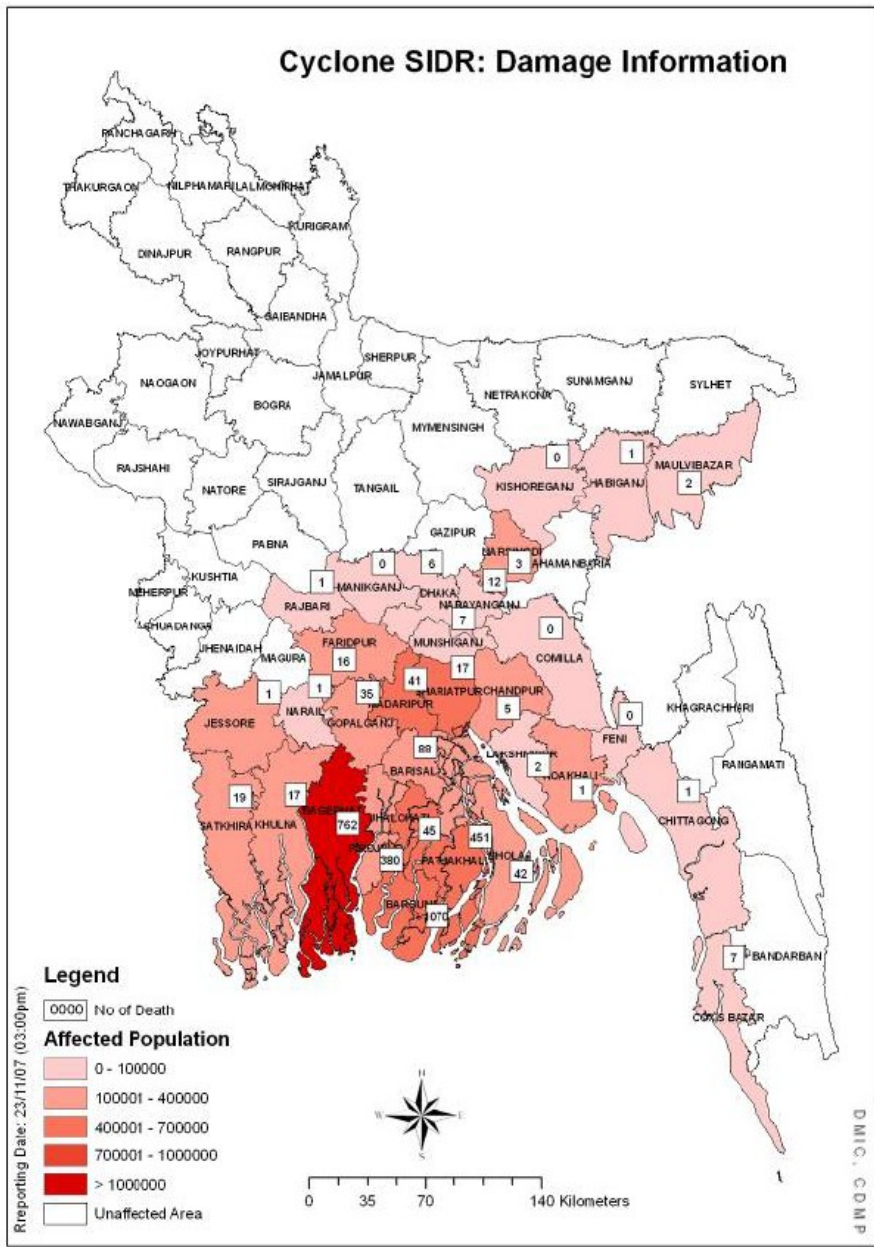 Cyclone SIDR: Damage Information
PANCHAGARH
THAKURGAON
NILPHAMARI
LALMONIRHAT
KURIGRAM
DINAJPUR
RANGPUR
GAIBANDHA
JOYPURHAT
SHERPUR
NAOGAON
JAMALPUR
SUNAMGANJ
SYLHET
NETRAKONA
BOGRA
NAWABGANJ
MYMENSINGH
RAJSHAHI
0
1
MAULVIBAZAR
KISHOREGANJ
HABIGANJ
2
NATORE
SIRAJGANJ
TANGAIL
GAZIPUR
PABNA
NARSINGDI
0
6
3
AHAMANBARIA
KUSHTIA
1
MANIKGANJ
12
MEHERPUR
DHAKA
RAJBARI
NARAYANGANJ
CHUADANGA
7
0
JHENAIDAH
FARIDPUR
MUNSHIGANJ
MAGURA
16
COMILLA
17
41
1
1
35
SHARIATPUR
CHANDPUR
MADARIPUR
KHAGRACHHARI
JESSORE
NARAIL
GOPALGANJ
5
0
FENI
88
RANGAMATI
BARISAL
2
19
17
1
1
CHITTAGONG
SATKHIRA
KHULNA
762
45
451
380
PATUAKHALI
BHOLA
42
BARGUNA
1070
7
BANDARBAN
COX'S BAZAR
Legend
0000 No of Death
Affected Population
0 - 100000
100001 - 400000
400001 - 700000
700001 - 1000000
> 1000000
Unaffected Area
N
W E
S
0 35 70 140 Kilometers
Rreporting Date: 23/11/07 (03:00pm)
DMIC, CDMP